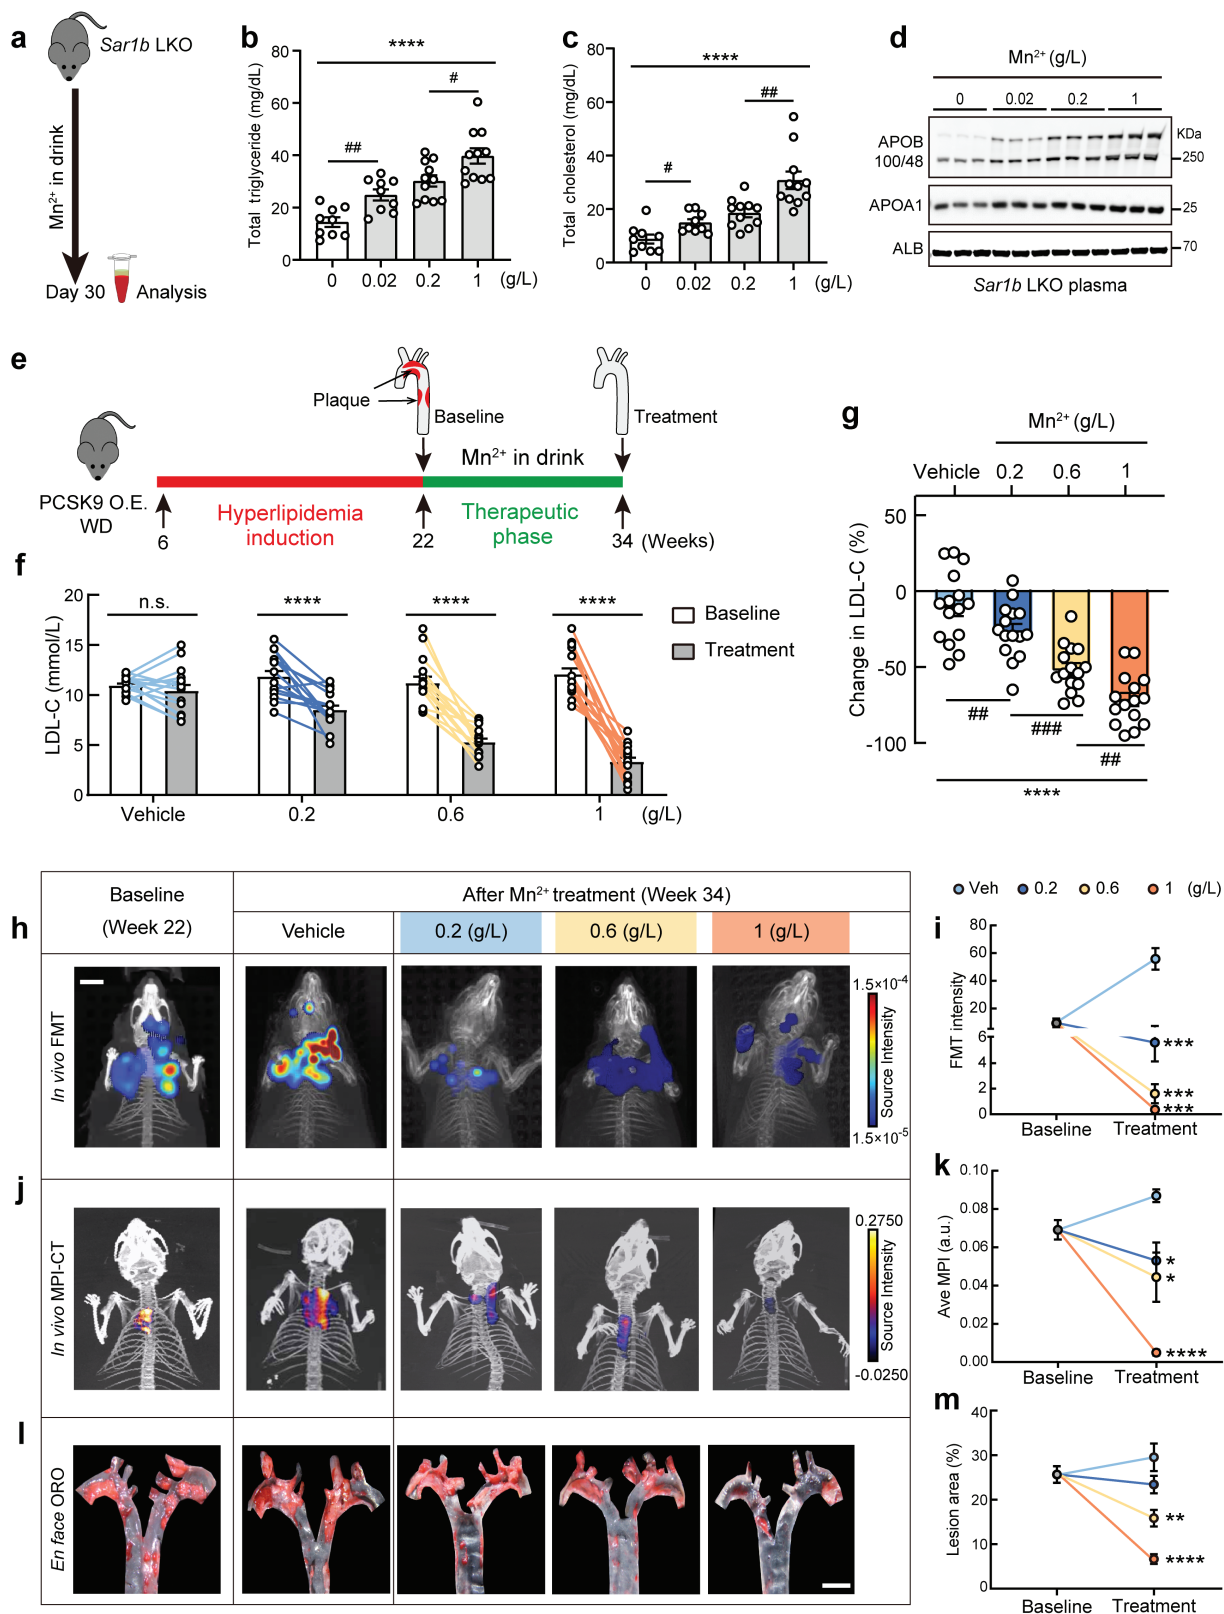 a
Sar1b LKO
Mn²⁺ in drink
Day 30
Analysis
b
Total triglyceride (mg/dL)
80
60
40
20
0
****
##
#
0 0.02 0.2 1 (g/L)
c
Total cholesterol (mg/dL)
80
60
40
20
0
****
#
##
0 0.02 0.2 1 (g/L)
d
Mn²⁺ (g/L)
0 0.02 0.2 1
APOB
100/48
KDa
250
APOA1
25
ALB
70
Sar1b LKO plasma
e
Plaque
Baseline
Treatment
Mn²⁺ in drink
PCSK9 O.E.
WD
Hyperlipidemia
induction
Therapeutic
phase
6 22 34 (Weeks)
f
LDL-C (mmol/L)
20
15
10
5
0
n.s. **** **** ****
Baseline
Treatment
Vehicle 0.2 0.6 1 (g/L)
g
Mn²⁺ (g/L)
Vehicle 0.2 0.6 1
Change in LDL-C (%)
50
0
-50
-100
##
###
##
****
Baseline
(Week 22)
After Mn²⁺ treatment (Week 34)
Vehicle 0.2 (g/L) 0.6 (g/L) 1 (g/L)
h
In vivo FMT
1.5×10⁻⁴
Source Intensity
1.5×10⁻⁵
Veh 0.2 0.6 1 (g/L)
i
FMT intensity
80
60
40
20
6
4
2
0
***
***
***
Baseline Treatment
j
In vivo MPI-CT
0.2750
Source Intensity
-0.0250
k
Ave MPI (a.u.)
0.10
0.08
0.06
0.04
0.02
0.00
*
*
****
Baseline Treatment
l
En face ORO
m
Lesion area (%)
40
30
20
10
0
**
****
Baseline Treatment